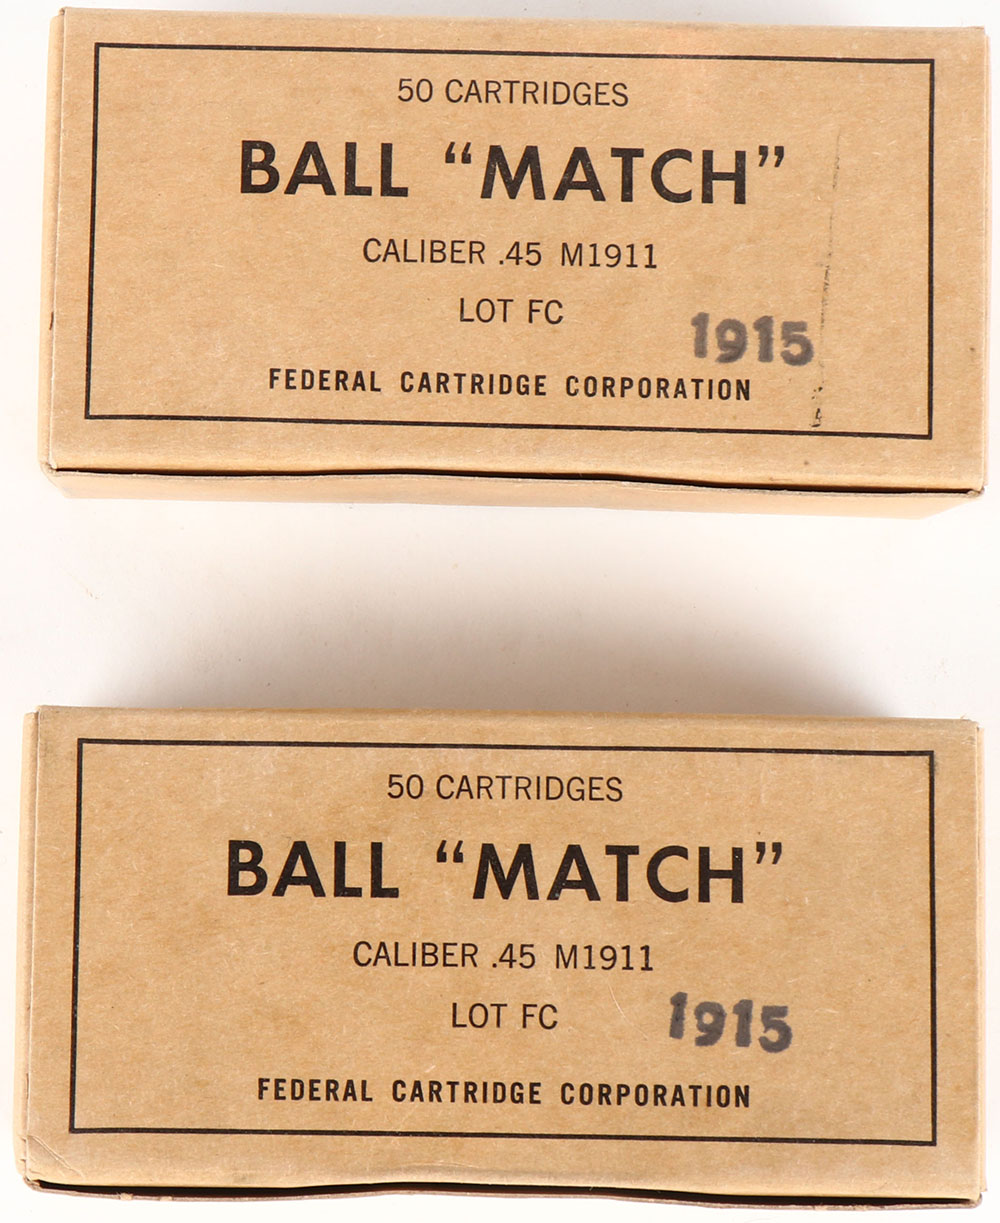 50 CARTRIDGES
BALL “MATCH”
CALIBER .45 M1911
LOT FC 1915
FEDERAL CARTRIDGE CORPORATION
50 CARTRIDGES
BALL “MATCH”
CALIBER .45 M1911
LOT FC 1915
FEDERAL CARTRIDGE CORPORATION